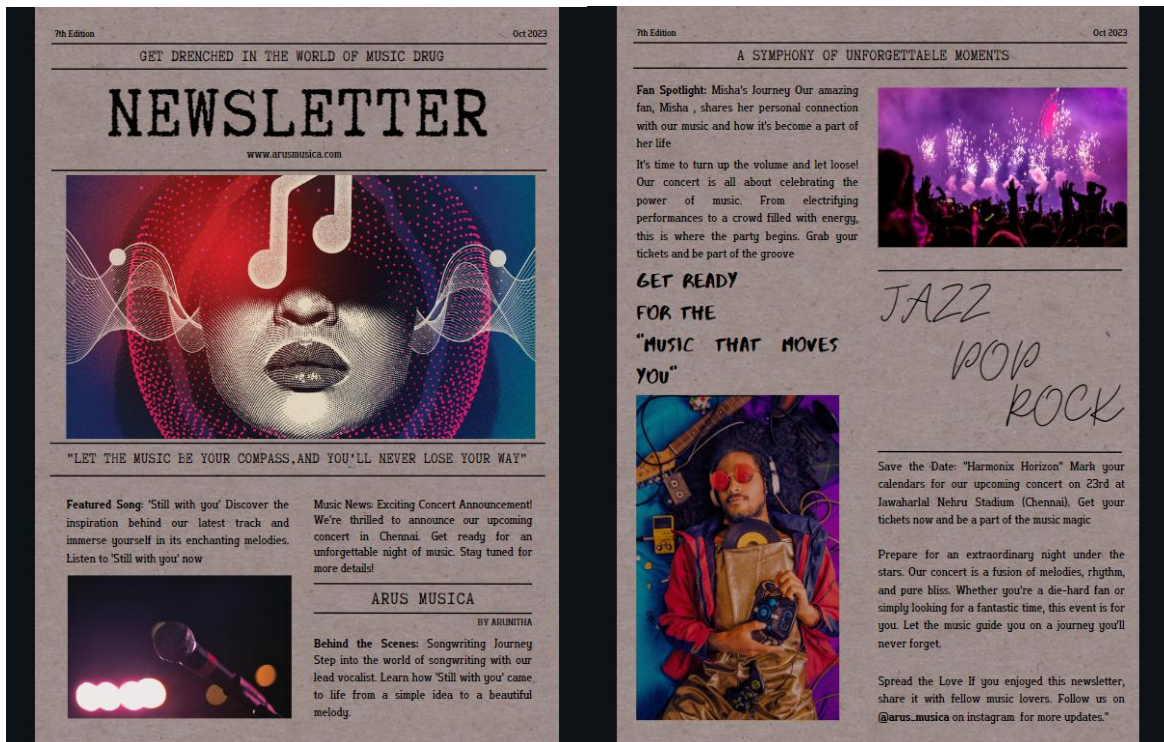 7th Edition
Oct 2023
GET DRENCHED IN THE WORLD OF MUSIC DRUG
NEWSLETTER
www.arusmusica.com
"LET THE MUSIC BE YOUR COMPASS,AND YOU'LL NEVER LOSE YOUR WAY"
Featured Song: 'Still with you' Discover the
inspiration behind our latest track and
immerse yourself in its enchanting melodies.
Listen to 'Still with you' now
Music News: Exciting Concert Announcement!
We're thrilled to announce our upcoming
concert in Chennai. Get ready for an
unforgettable night of music. Stay tuned for
more details!
ARUS MUSICA
BY ARUNITHA
Behind the Scenes: Songwriting Journey
Step into the world of songwriting with our
lead vocalist. Learn how 'Still with you' came
to life from a simple idea to a beautiful
melody.
7th Edition
Oct 2023
A SYMPHONY OF UNFORGETTABLE MOMENTS
Fan Spotlight: Misha's Journey Our amazing
fan, Misha , shares her personal connection
with our music and how it's become a part of
her life
It's time to turn up the volume and let loose!
Our concert is all about celebrating the
power of music. From electrifying
performances to a crowd filled with energy,
this is where the party begins. Grab your
tickets and be part of the groove
GET READY
FOR THE
"MUSIC THAT MOVES
YOU"
JAZZ
POP
ROCK
Save the Date: "Harmonix Horizon" Mark your
calendars for our upcoming concert on 23rd at
Jawaharlal Nehru Stadium (Chennai). Get your
tickets now and be a part of the music magic
Prepare for an extraordinary night under the
stars. Our concert is a fusion of melodies, rhythm,
and pure bliss. Whether you're a die-hard fan or
simply looking for a fantastic time, this event is for
you. Let the music guide you on a journey you'll
never forget.
Spread the Love If you enjoyed this newsletter,
share it with fellow music lovers. Follow us on
@arus_musica on instagram for more updates."